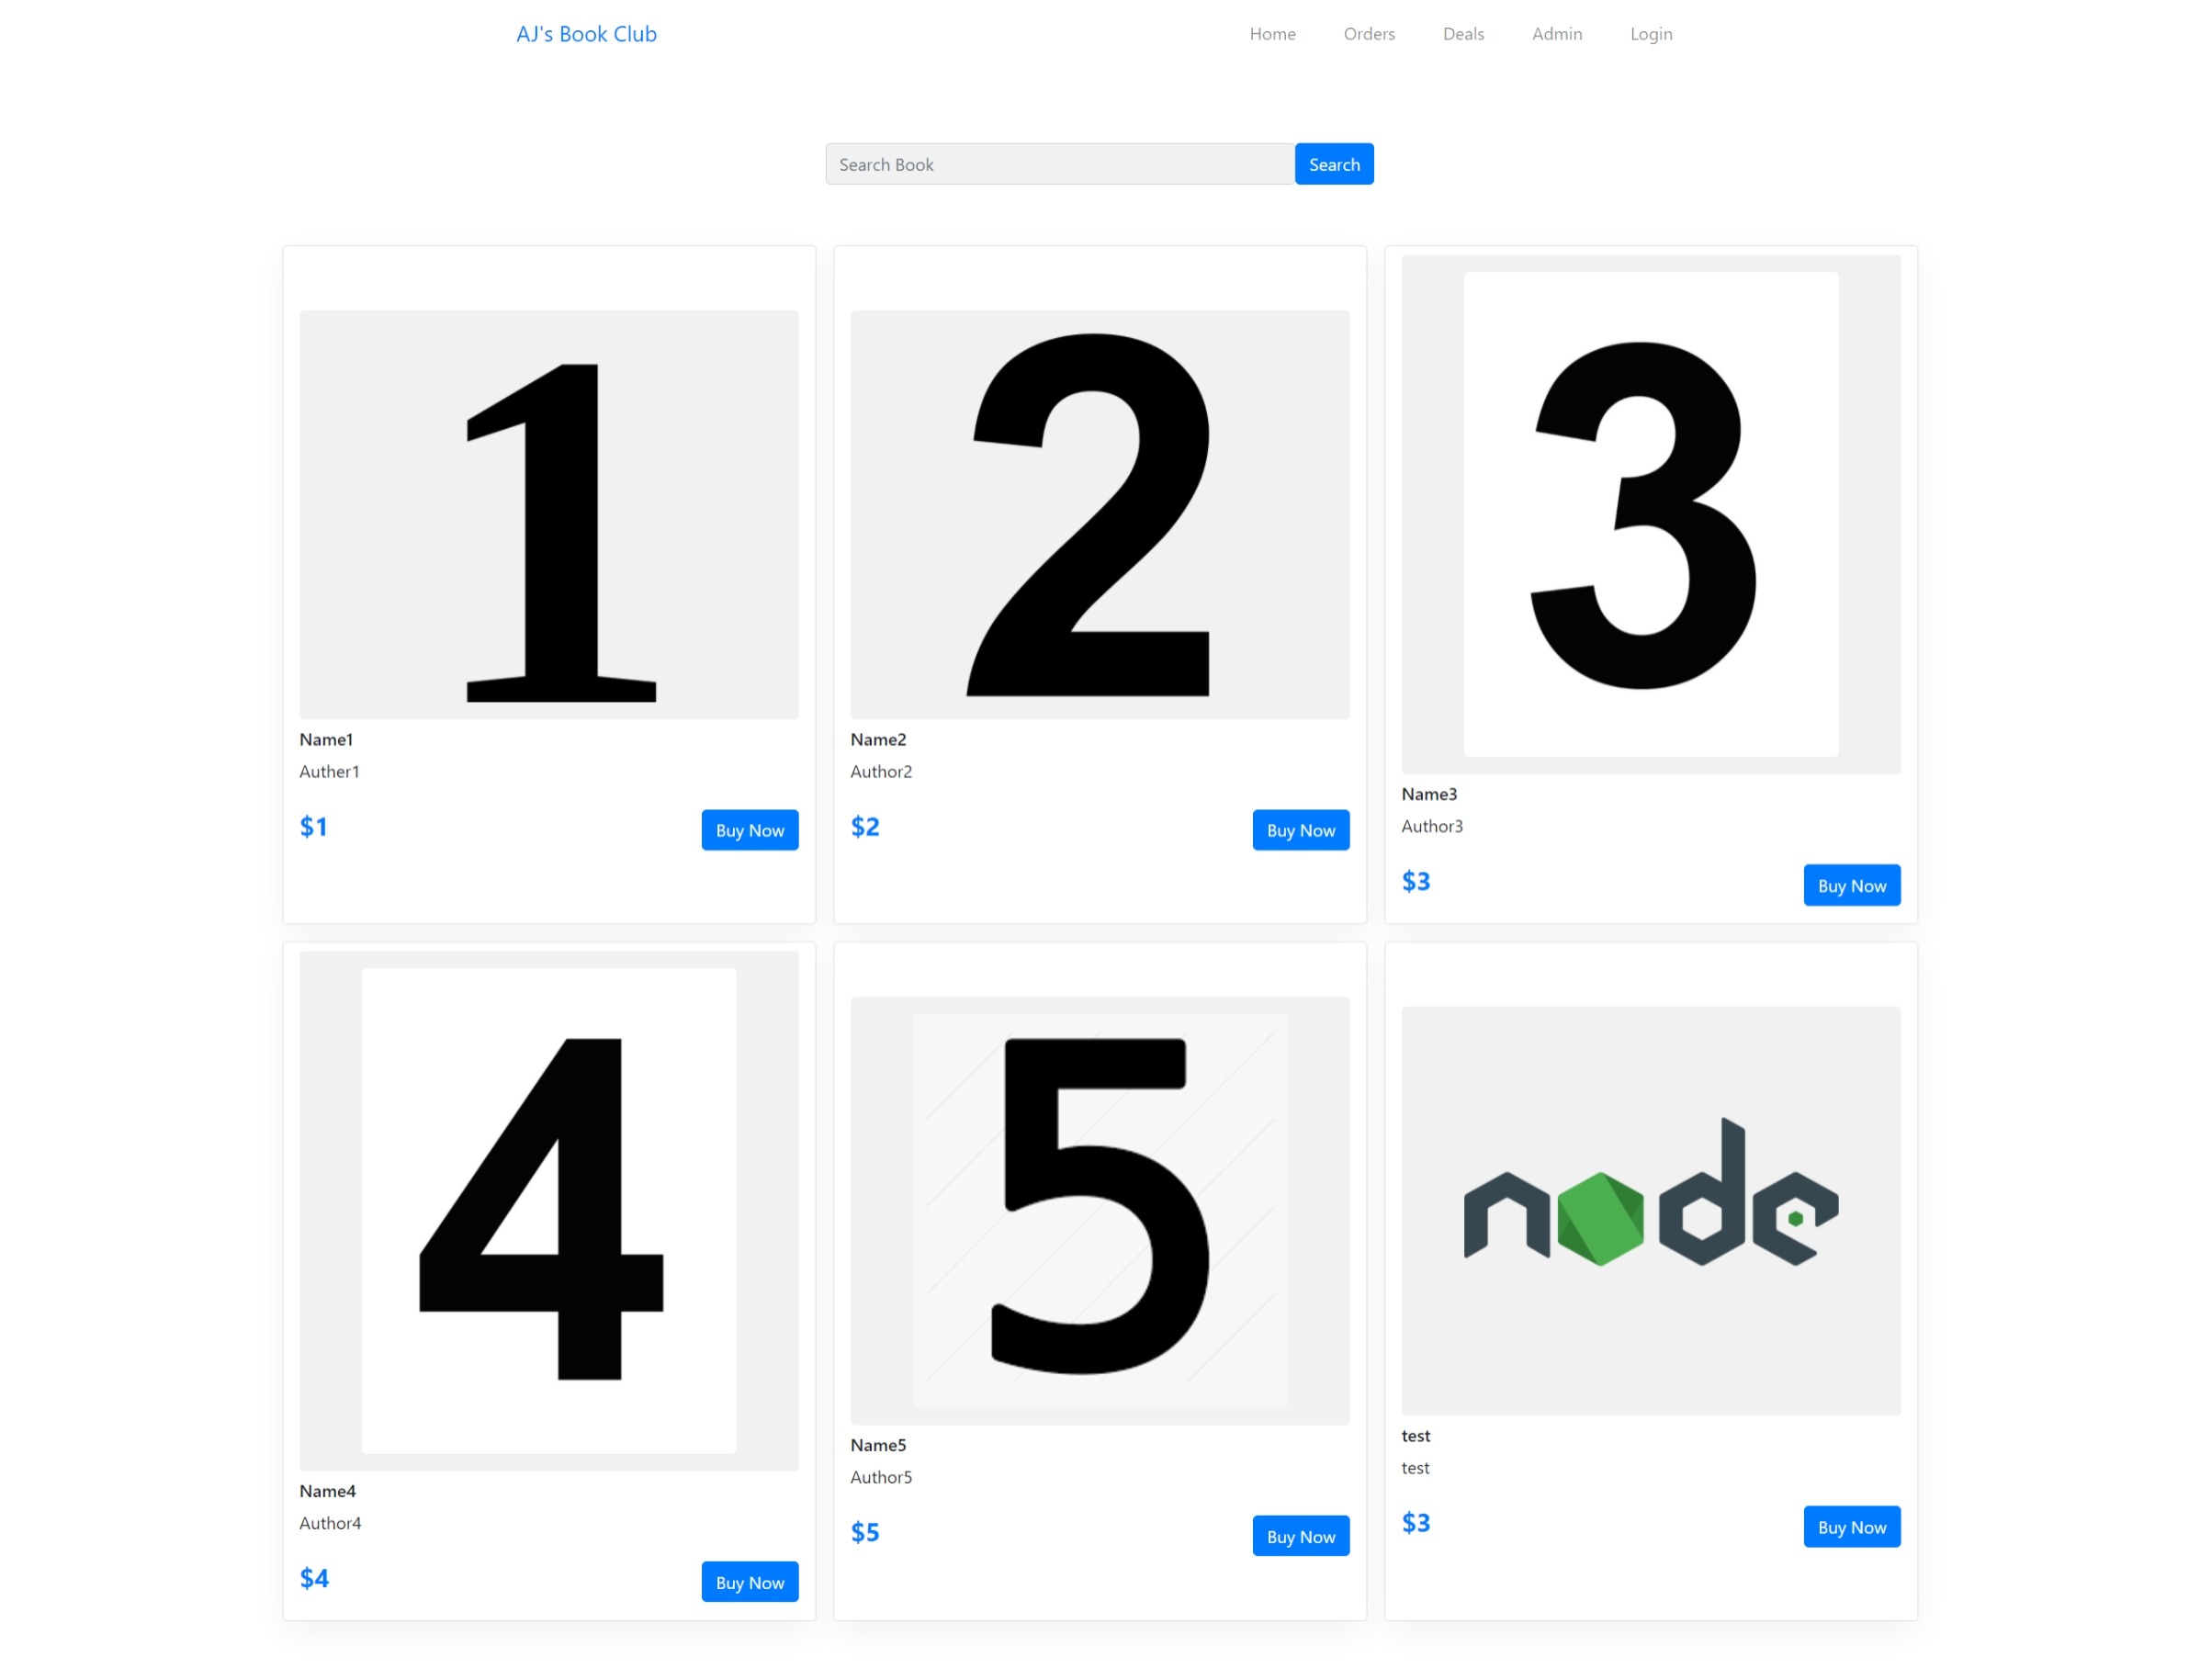 AJ's Book Club
Home Orders Deals Admin Login
Search Book Search
1
2
3
Name1
Auther1
$1 Buy Now
Name2
Author2
$2 Buy Now
Name3
Author3
$3 Buy Now
4
5
node
Name4
Author4
$4 Buy Now
Name5
Author5
$5 Buy Now
test
test
$3 Buy Now